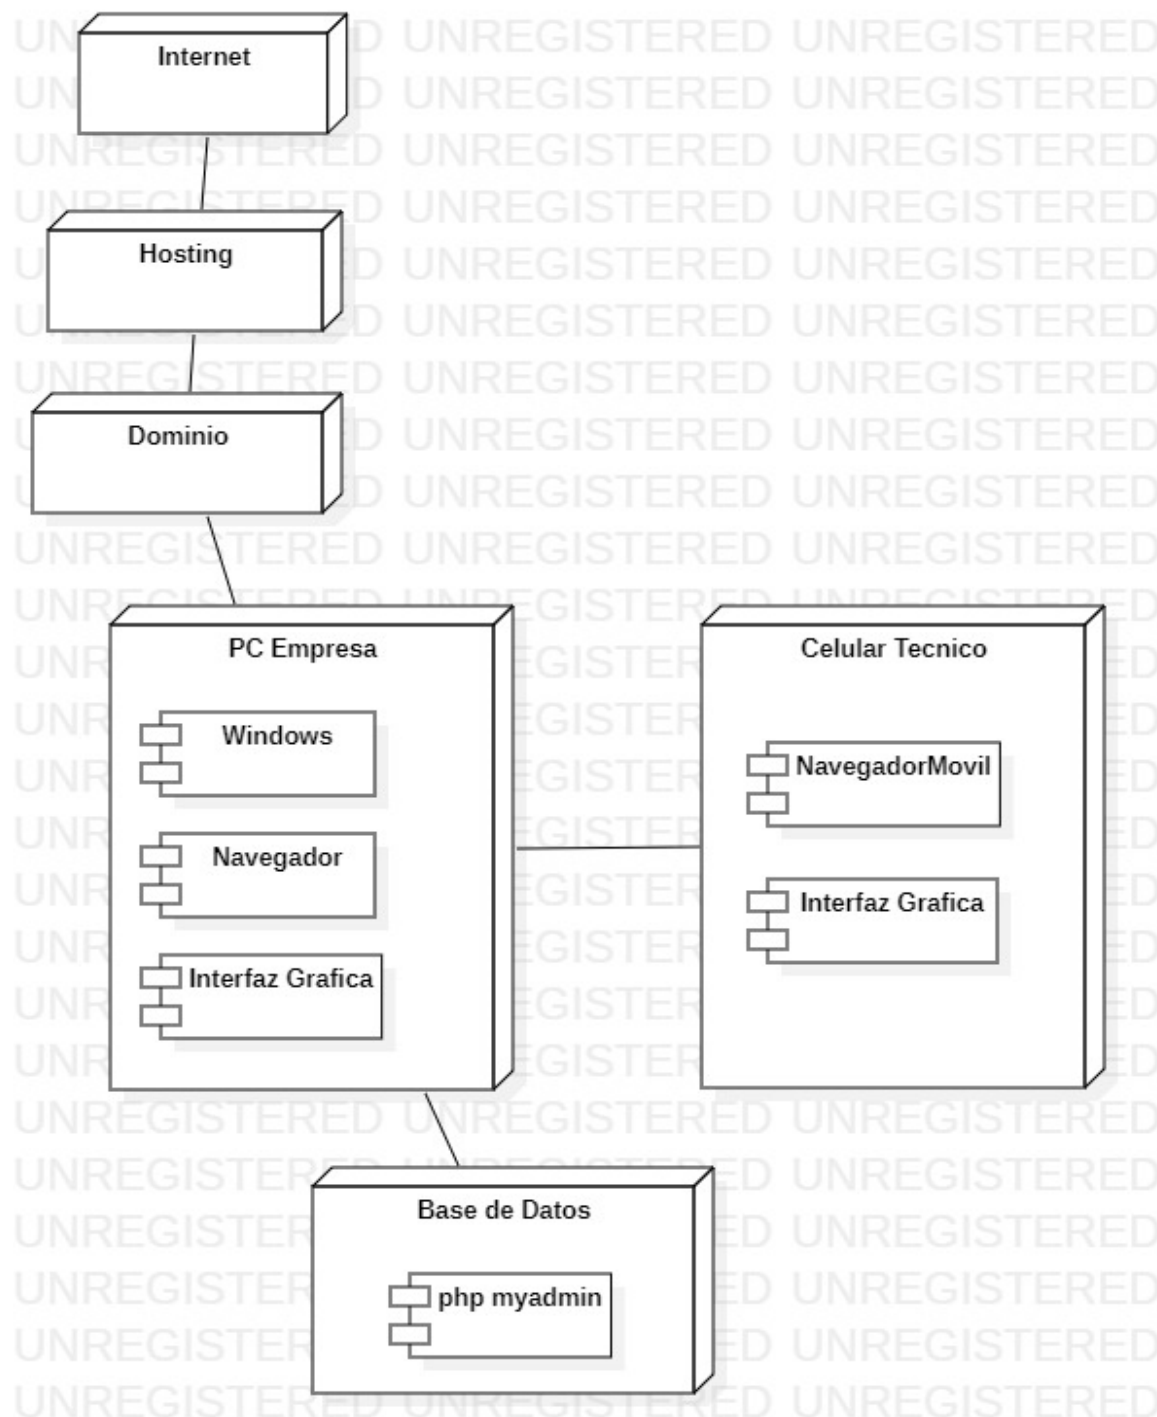 Internet
Hosting
Dominio
PC Empresa
Windows
Navegador
Interfaz Grafica
Celular Tecnico
NavegadorMovil
Interfaz Grafica
Base de Datos
php myadmin
UNREGISTERED